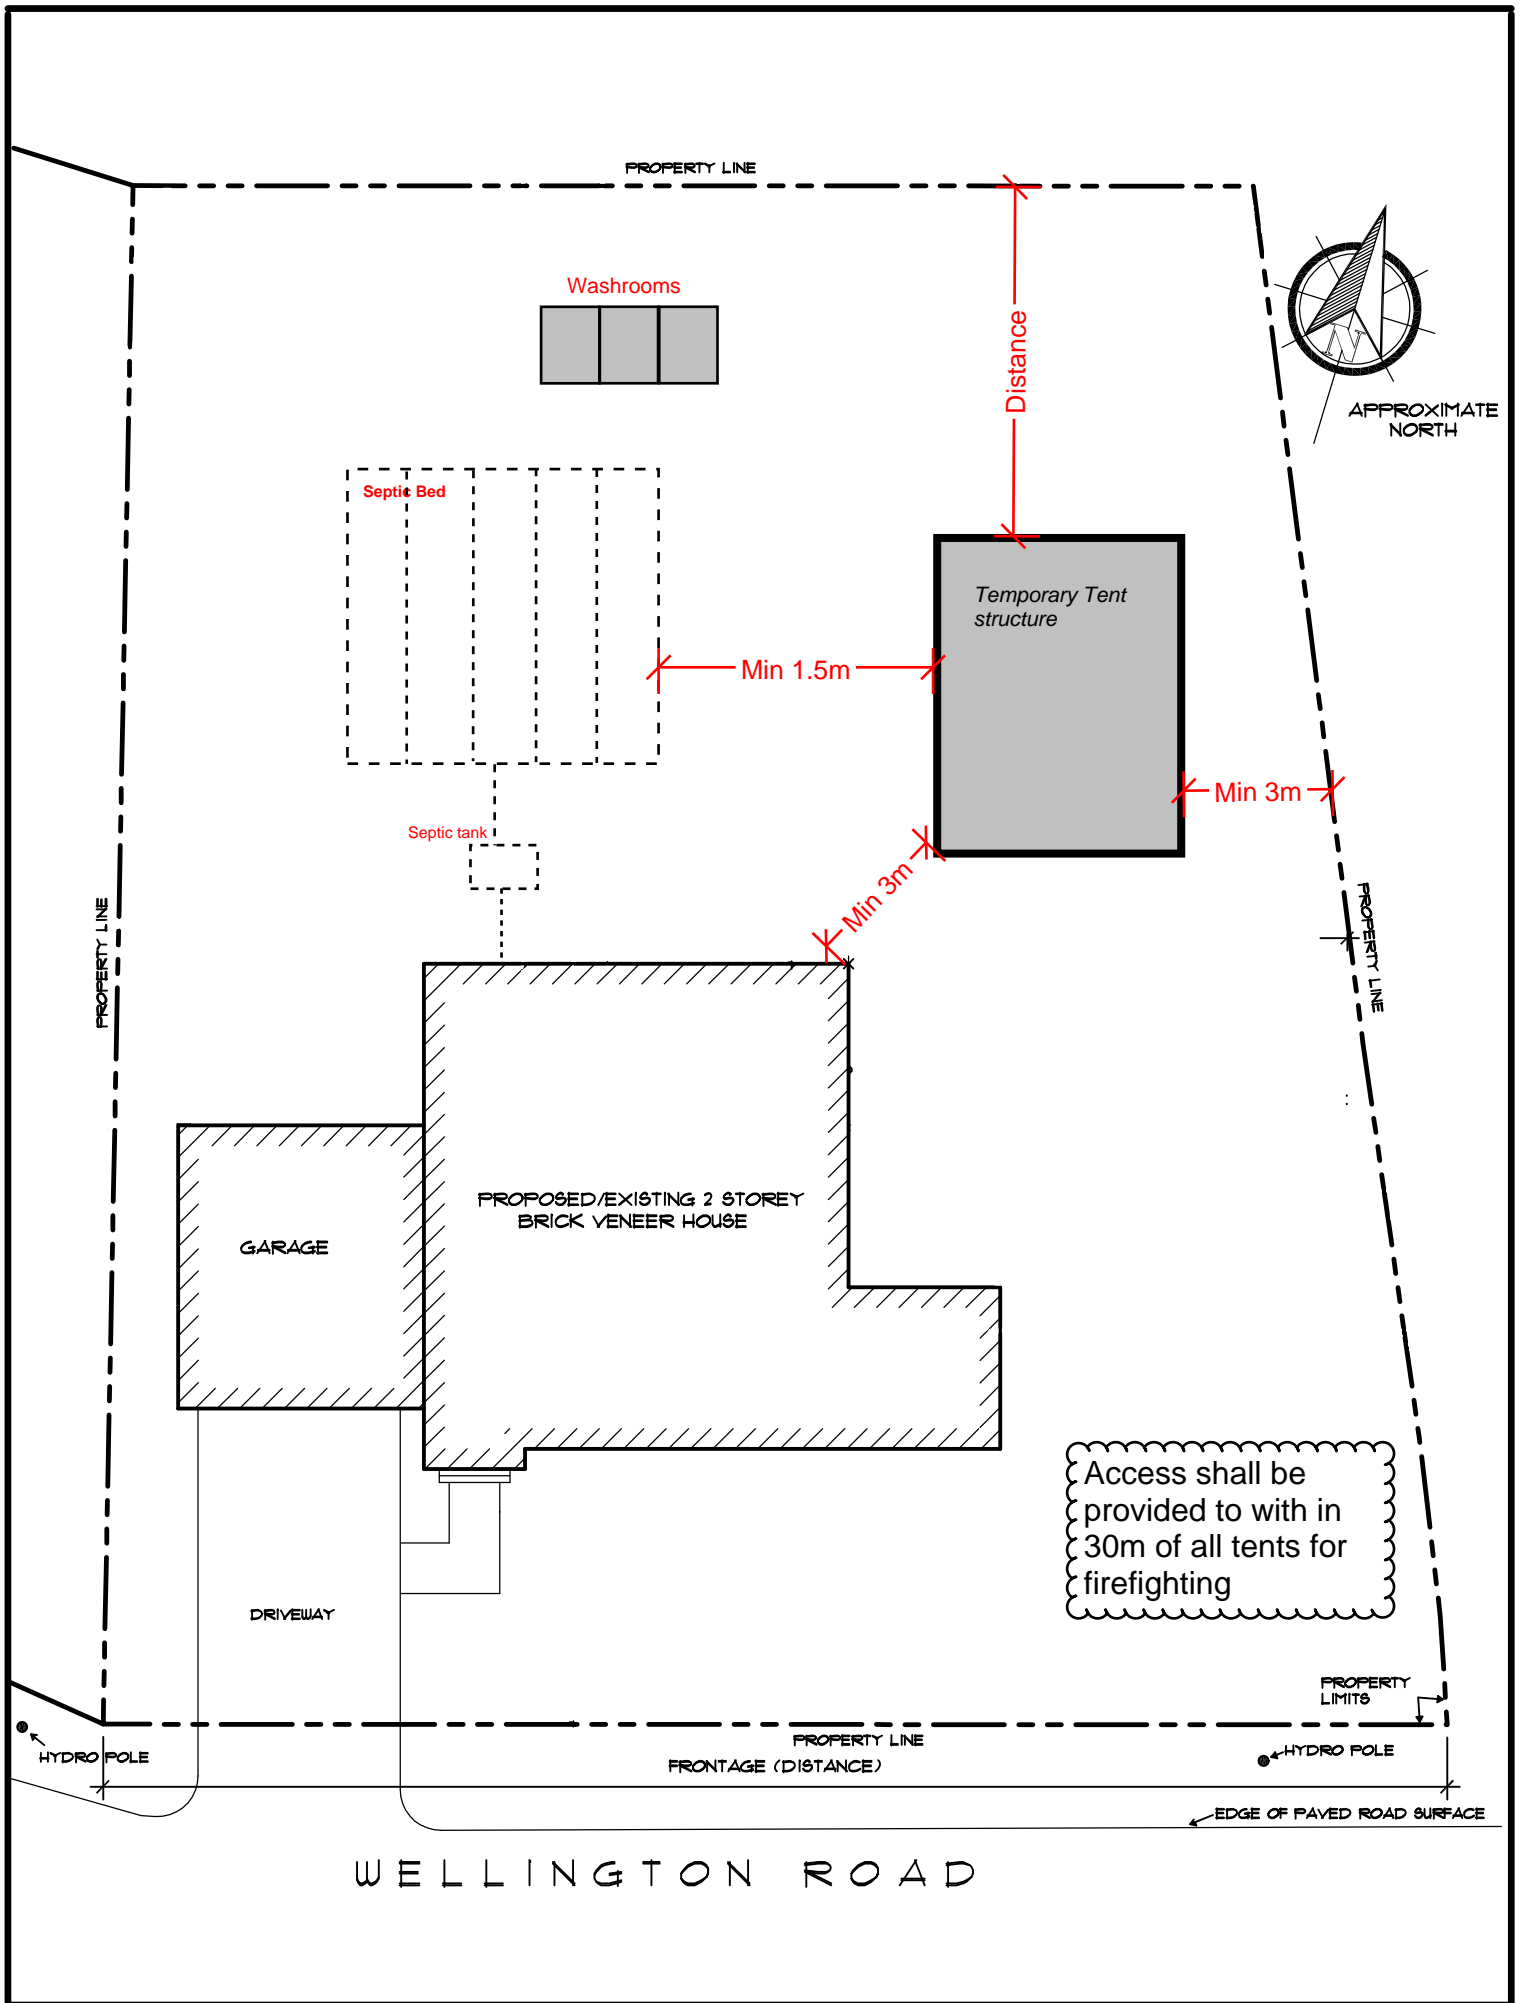 PROPERTY LINE
Washrooms
Distance
N
APPROXIMATE
NORTH
Septic Bed
Temporary Tent
structure
Min 1.5m
Min 3m
Septic tank
Min 3m
PROPERTY LINE
PROPERTY LINE
PROPOSED/EXISTING 2 STOREY
BRICK VENEER HOUSE
GARAGE
Access shall be
provided to with in
30m of all tents for
firefighting
DRIVEWAY
PROPERTY
LIMITS
PROPERTY LINE
HYDRO POLE
HYDRO POLE
FRONTAGE (DISTANCE)
EDGE OF PAVED ROAD SURFACE
WELLINGTON ROAD